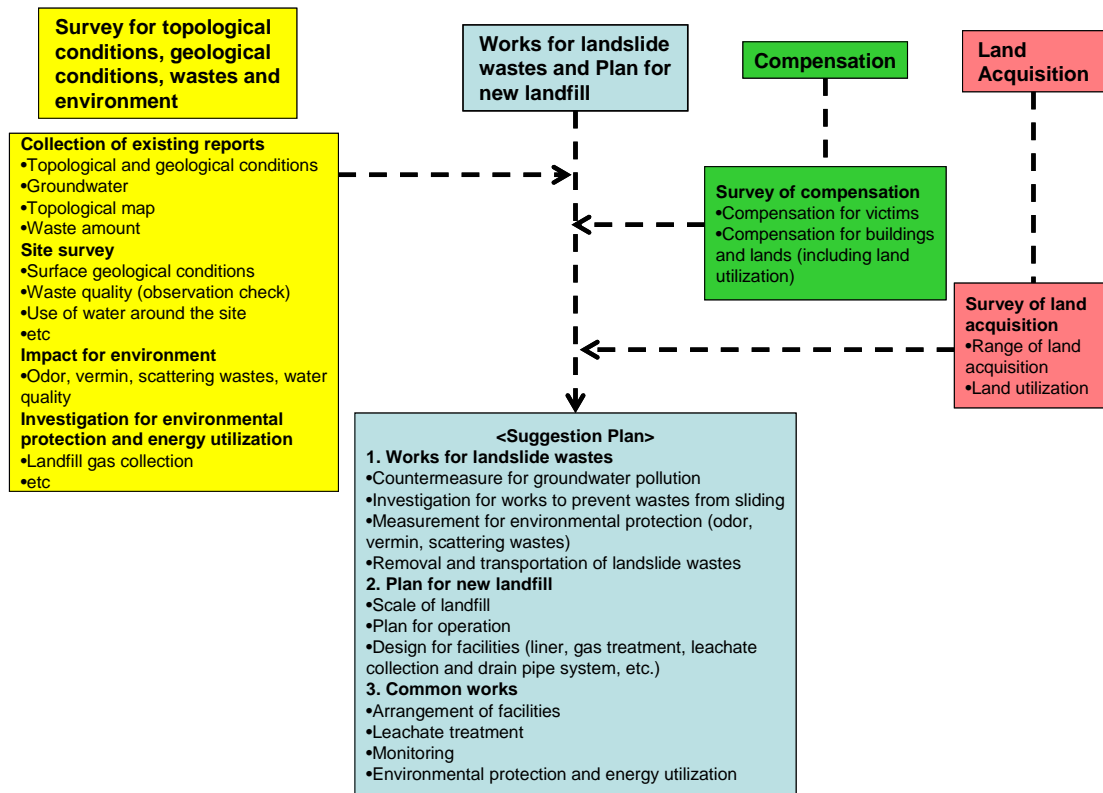 Survey for topological
conditions, geological
conditions, wastes and
environment
Works for landslide
wastes and Plan for
new landfill
Compensation
Land
Acquisition
Collection of existing reports
•Topological and geological conditions
•Groundwater
•Topological map
•Waste amount
Site survey
•Surface geological conditions
•Waste quality (observation check)
•Use of water around the site
•etc
Impact for environment
•Odor, vermin, scattering wastes, water
quality
Investigation for environmental
protection and energy utilization
•Landfill gas collection
•etc
Survey of compensation
•Compensation for victims
•Compensation for buildings
and lands (including land
utilization)
Survey of land
acquisition
•Range of land
acquisition
•Land utilization
<Suggestion Plan>
1. Works for landslide wastes
•Countermeasure for groundwater pollution
•Investigation for works to prevent wastes from sliding
•Measurement for environmental protection (odor,
vermin, scattering wastes)
•Removal and transportation of landslide wastes
2. Plan for new landfill
•Scale of landfill
•Plan for operation
•Design for facilities (liner, gas treatment, leachate
collection and drain pipe system, etc.)
3. Common works
•Arrangement of facilities
•Leachate treatment
•Monitoring
•Environmental protection and energy utilization